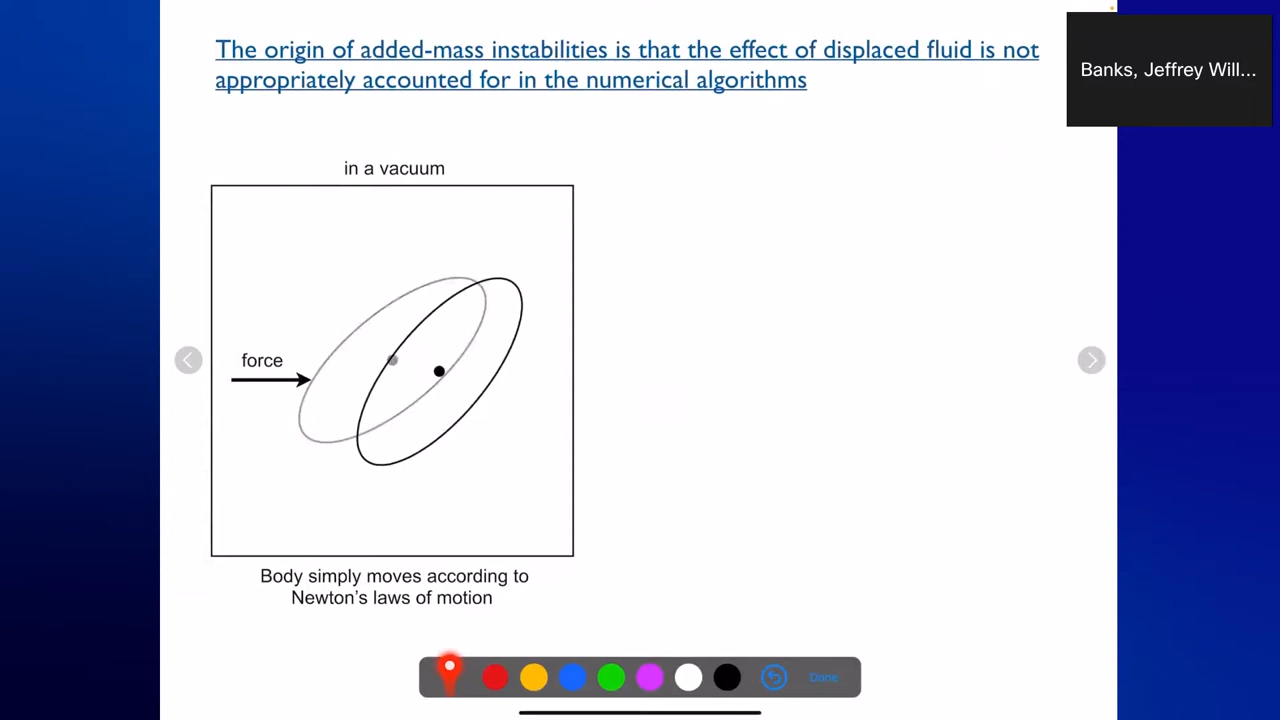 The origin of added-mass instabilities is that the effect of displaced fluid is not
appropriately accounted for in the numerical algorithms
Banks, Jeffrey Will...
in a vacuum
force
Body simply moves according to
Newton's laws of motion
Done